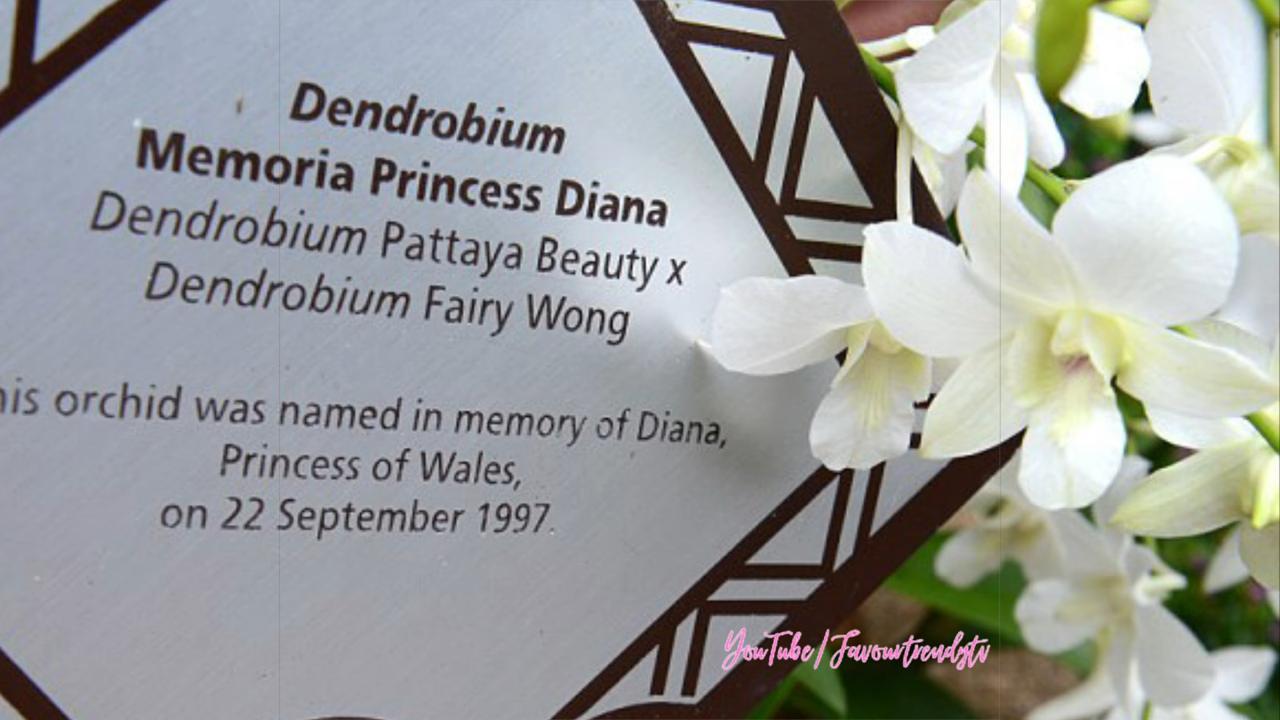 Dendrobium
Memoria Princess Diana
Dendrobium Pattaya Beauty x
Dendrobium Fairy Wong
his orchid was named in memory of Diana,
Princess of Wales,
on 22 September 1997.
YouTube/Favourtrendstv